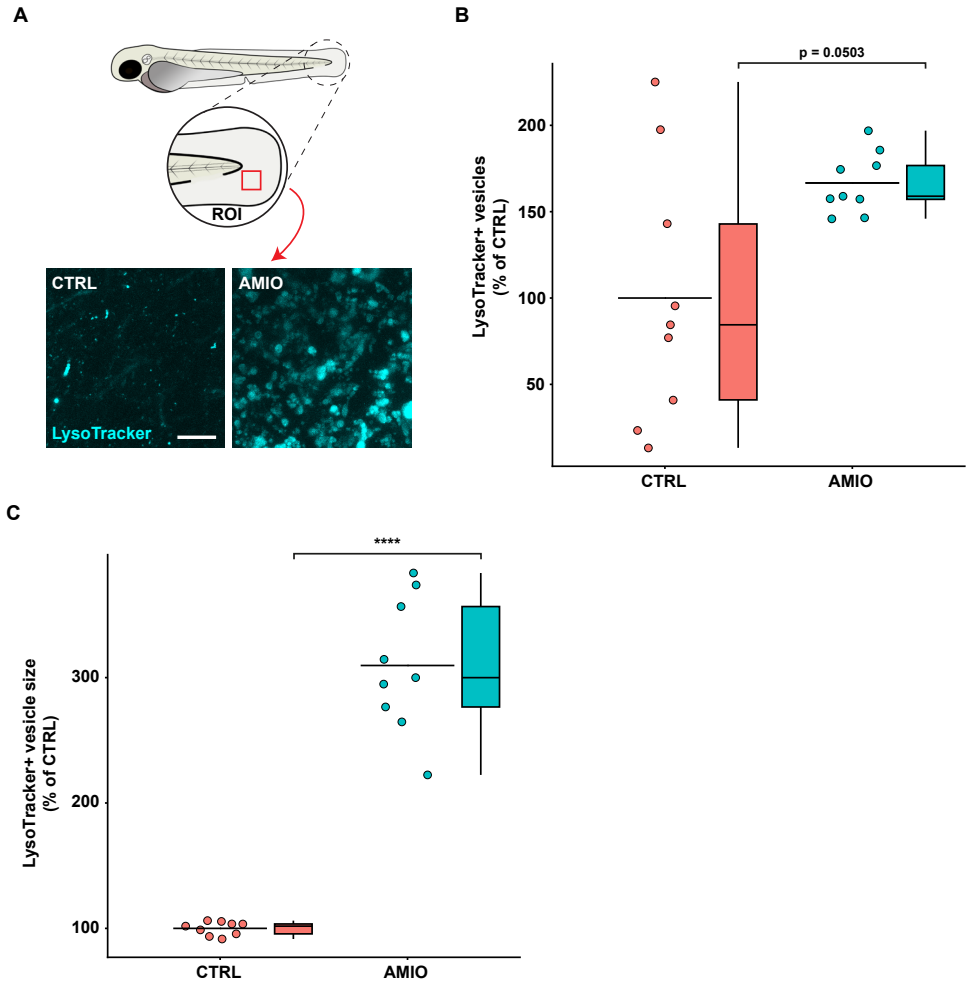 A
ROI
CTRL
AMIO
LysoTracker
B
p = 0.0503
LysoTracker+ vesicles
(% of CTRL)
200
150
100
50
CTRL
AMIO
C
****
LysoTracker+ vesicle size
(% of CTRL)
300
200
100
CTRL
AMIO